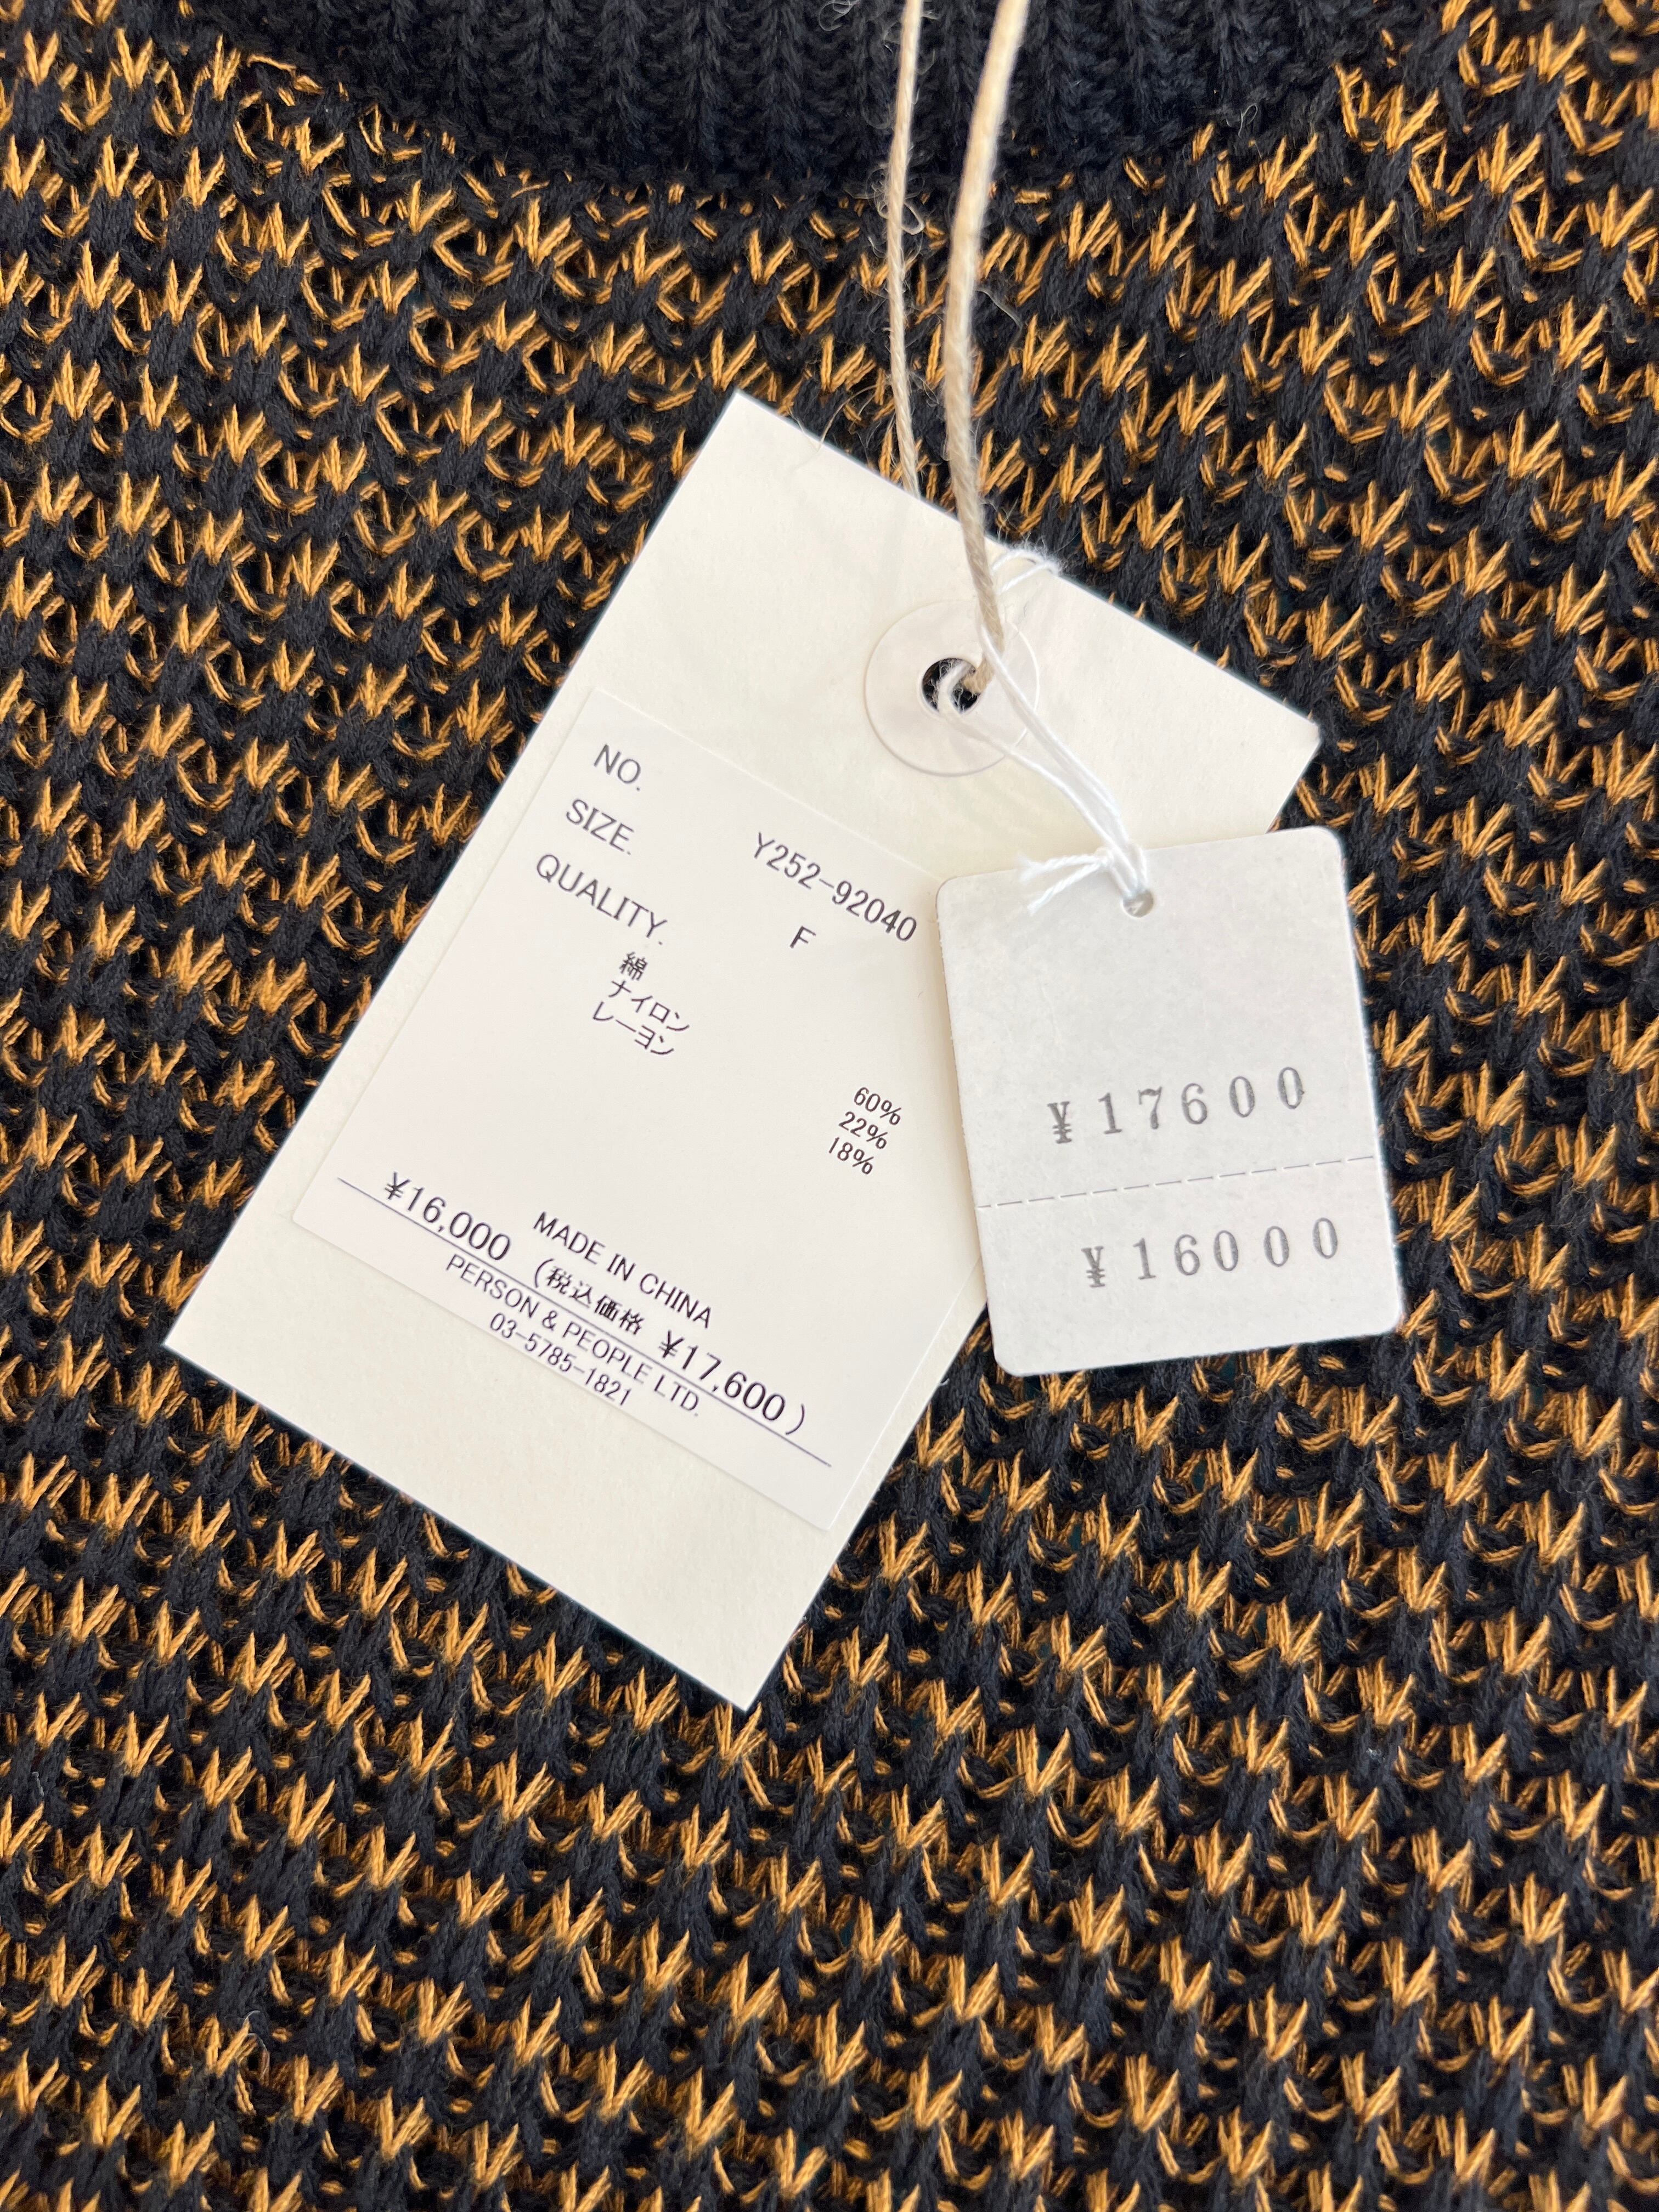 NO. Y252-92040
SIZE. F
QUALITY.
綿 60%
ナイロン 22%
レーヨン 18%
MADE IN CHINA
¥16,000 (税込価格 ¥17,600)
PERSON & PEOPLE LTD.
03-5785-1821
¥17600
¥16000